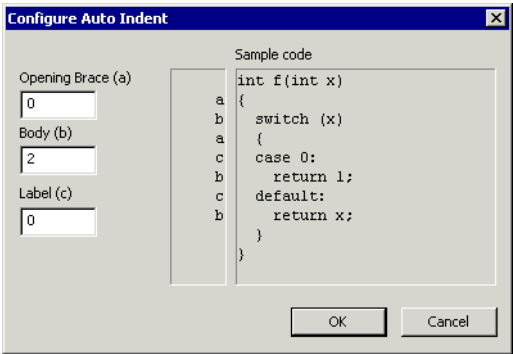 Configure Auto Indent
Sample code
Opening Brace (a)
0
Body (b)
2
Label (c)
0
int f(int x)
a {
b   switch (x)
a   {
c   case 0:
b     return 1;
c   default:
b     return x;
  }
}
OK
Cancel